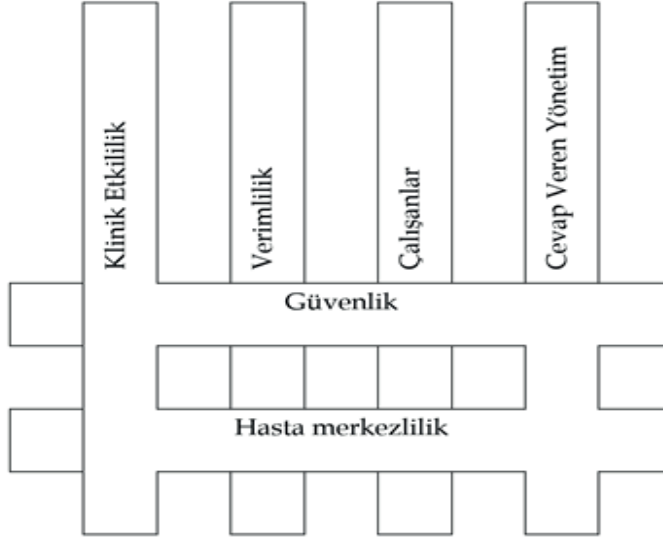 Klinik Etkililik
Verimlilik
Çalışanlar
Cevap Veren Yönetim
Güvenlik
Hasta merkezlilik